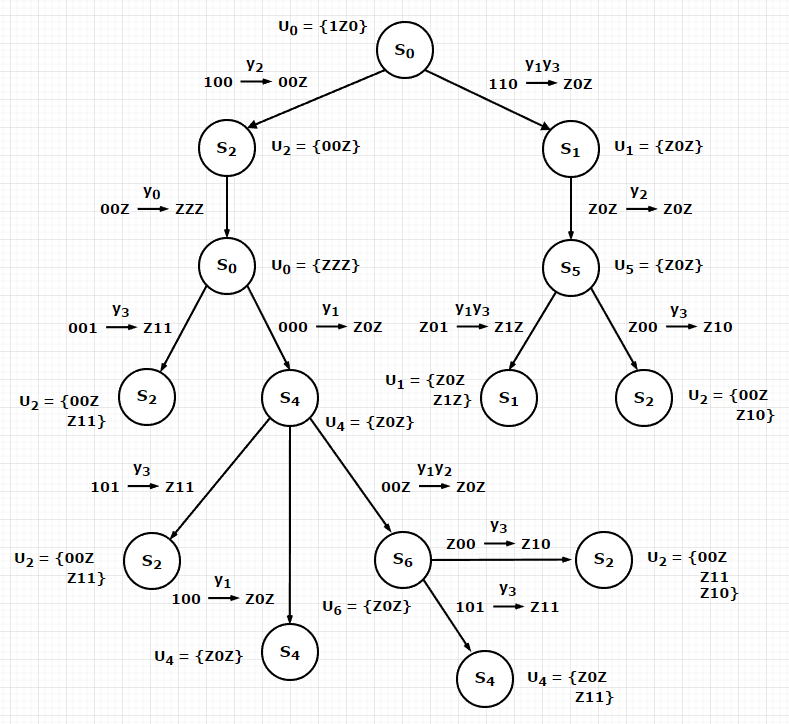 U₀ = {1Z0}
S₀
y₂
100 → 00Z
y₁y₃
110 → Z0Z
S₂
U₂ = {00Z}
S₁
U₁ = {Z0Z}
y₀
00Z → ZZZ
y₂
Z0Z → Z0Z
S₀
U₀ = {ZZZ}
S₅
U₅ = {Z0Z}
y₃
001 → Z11
y₁
000 → Z0Z
y₁y₃
Z01 → Z1Z
y₃
Z00 → Z10
U₂ = {00Z
Z11}
S₂
S₄
U₄ = {Z0Z}
U₁ = {Z0Z
Z1Z}
S₁
S₂
U₂ = {00Z
Z10}
y₃
101 → Z11
y₁y₂
00Z → Z0Z
U₂ = {00Z
Z11}
S₂
y₁
100 → Z0Z
S₆
U₆ = {Z0Z}
y₃
Z00 → Z10
S₂
U₂ = {00Z
Z11
Z10}
y₃
101 → Z11
U₄ = {Z0Z}
S₄
S₄
U₄ = {Z0Z
Z11}